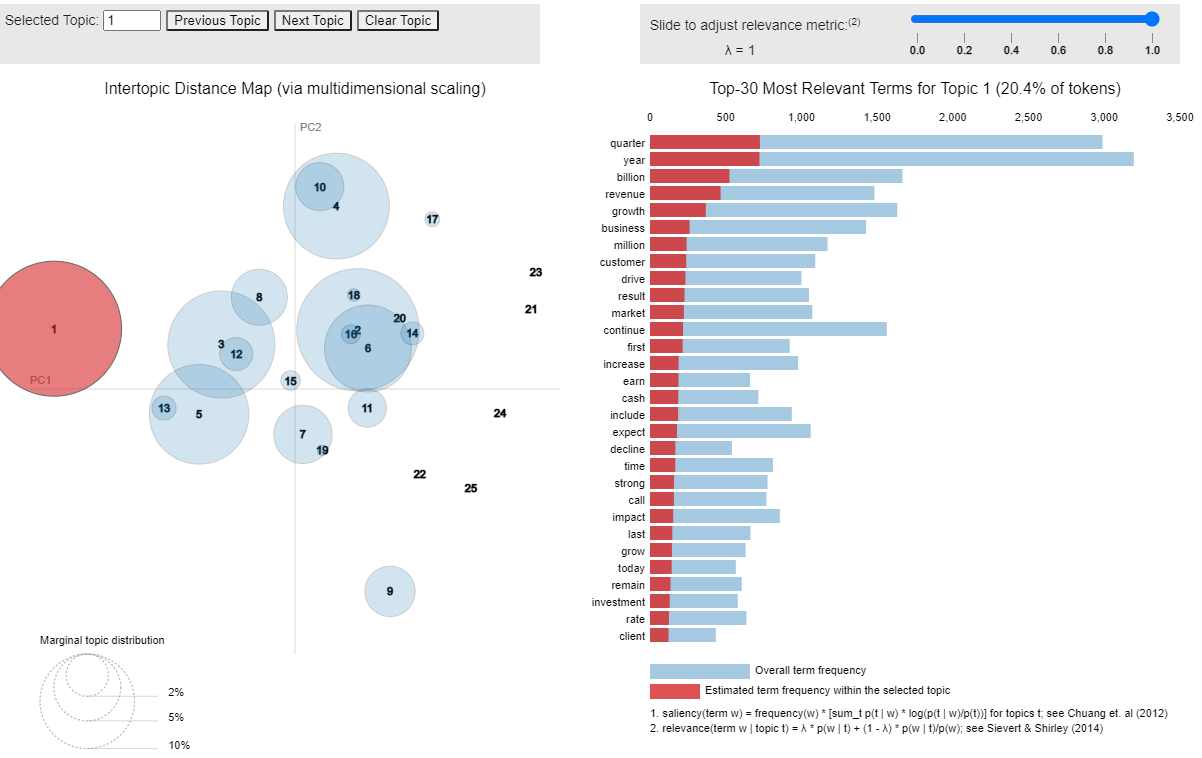 Selected Topic: 1 Previous Topic Next Topic Clear Topic
Slide to adjust relevance metric:(2)
λ = 1
0.0 0.2 0.4 0.6 0.8 1.0
Intertopic Distance Map (via multidimensional scaling)
PC2
10
4
17
23
8
18
21
20
1
16
2
14
3
6
12
PC1
15
13
5
11
24
7
19
22
25
9
Marginal topic distribution
2%
5%
10%
Top-30 Most Relevant Terms for Topic 1 (20.4% of tokens)
0 500 1,000 1,500 2,000 2,500 3,000 3,500
quarter
year
billion
revenue
growth
business
million
customer
drive
result
market
continue
first
increase
earn
cash
include
expect
decline
time
strong
call
impact
last
grow
today
remain
investment
rate
client
Overall term frequency
Estimated term frequency within the selected topic
1. saliency(term w) = frequency(w) * [sum_t p(t | w) * log(p(t | w)/p(t))] for topics t; see Chuang et. al (2012)
2. relevance(term w | topic t) = λ * p(w | t) + (1 - λ) * p(w | t)/p(w); see Sievert & Shirley (2014)